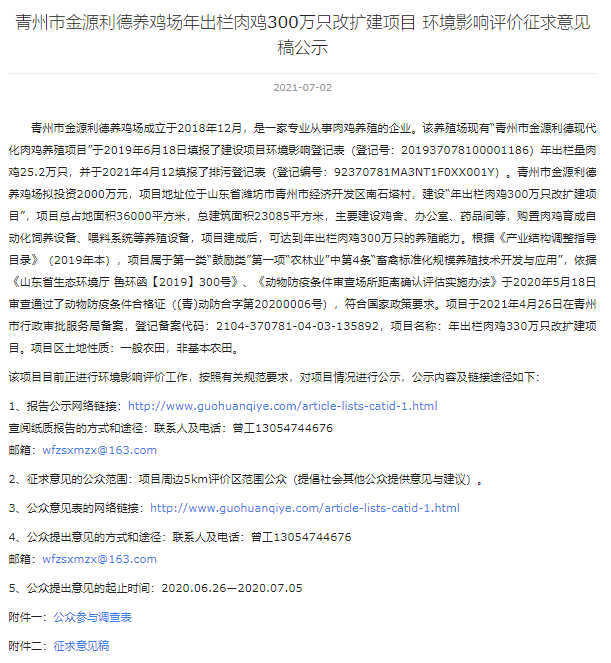 青州市金源利德养鸡场年出栏肉鸡300万只改扩建项目 环境影响评价征求意见
稿公示
2021-07-02
青州市金源利德养鸡场成立于2018年12月，是一家专业从事肉鸡养殖的企业。该养殖场现有“青州市金源利德现代
化肉鸡养殖项目”于2019年6月18日填报了建设项目环境影响登记表（登记号：201937078100001186）年出栏量肉
鸡25.2万只，并于2021年4月12填报了排污登记表（登记编号：92370781MA3NT1F0XX001Y）。青州市金源利德
养鸡场拟投资2000万元，项目地址位于山东省潍坊市青州市经济开发区南石塔村，建设“年出栏肉鸡300万只改扩建项
目”，项目总占地面积36000平方米，总建筑面积23085平方米，主要建设鸡舍、办公室、药品间等，购置肉鸡育成自
动化饲养设备、喂料系统等养殖设备，项目建成后，可达到年出栏肉鸡300万只的养殖能力。根据《产业结构调整指导
目录》（2019年本），项目属于第一类“鼓励类”第一项“农林业”中第4条“畜禽标准化规模养殖技术开发与应用”，依据
《山东省生态环境厅 鲁环函【2019】300号》、《动物防疫条件审查场所距离确认评估实施办法》于2020年5月18日
审查通过了动物防疫条件合格证（(青)动防合字第20200006号），符合国家政策要求。项目于2021年4月26日在青州
市行政审批服务局备案，登记备案代码：2104-370781-04-03-135892，项目名称：年出栏肉鸡330万只改扩建项
目。项目区土地性质：一般农田，非基本农田。
该项目目前正进行环境影响评价工作，按照有关规范要求，对项目情况进行公示，公示内容及链接途径如下：
1、报告公示网络链接：http://www.guohuanqiye.com/article-lists-catid-1.html
查阅纸质报告的方式和途径：联系人及电话：曾工13054744676
邮箱：wfzsxmzx@163.com
2、征求意见的公众范围：项目周边5km评价区范围公众（提倡社会其他公众提供意见与建议）。
3、公众意见表的网络链接：http://www.guohuanqiye.com/article-lists-catid-1.html
4、公众提出意见的方式和途径：联系人及电话：曾工13054744676
邮箱：wfzsxmzx@163.com
5、公众提出意见的起止时间：2020.06.26—2020.07.05
附件一：公众参与调查表
附件二：征求意见稿